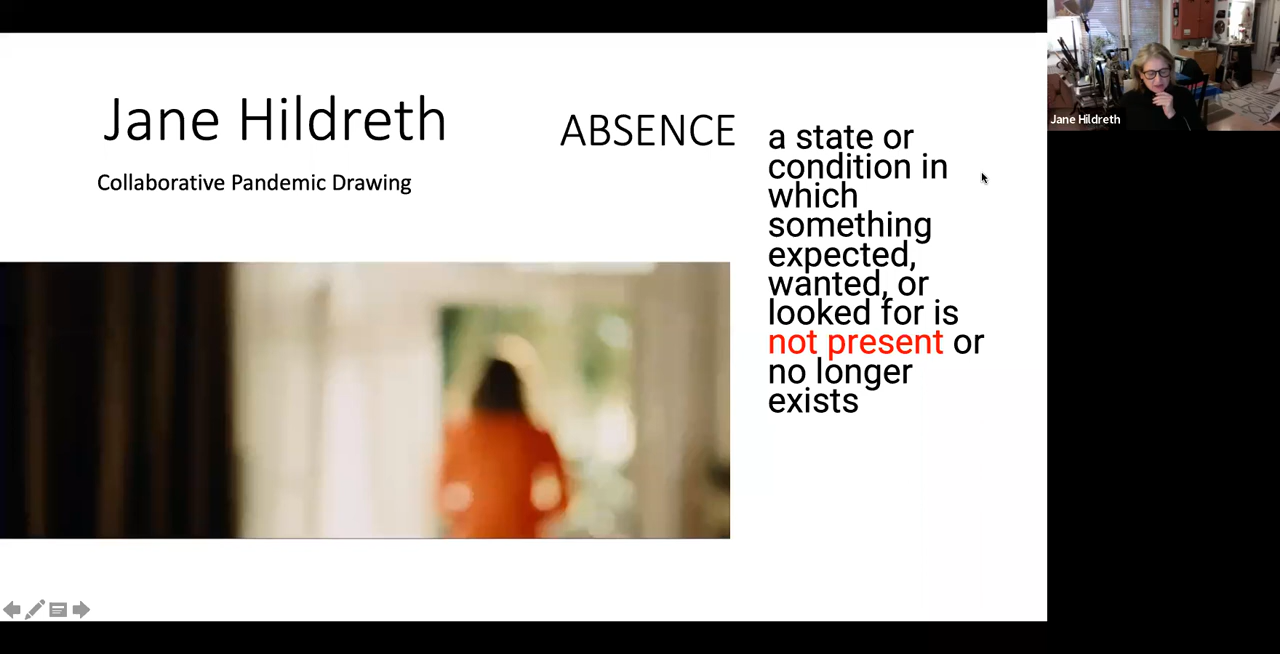 Jane Hildreth
Collaborative Pandemic Drawing
ABSENCE
a state or
condition in
which
something
expected,
wanted, or
looked for is
not present or
no longer
exists
Jane Hildreth